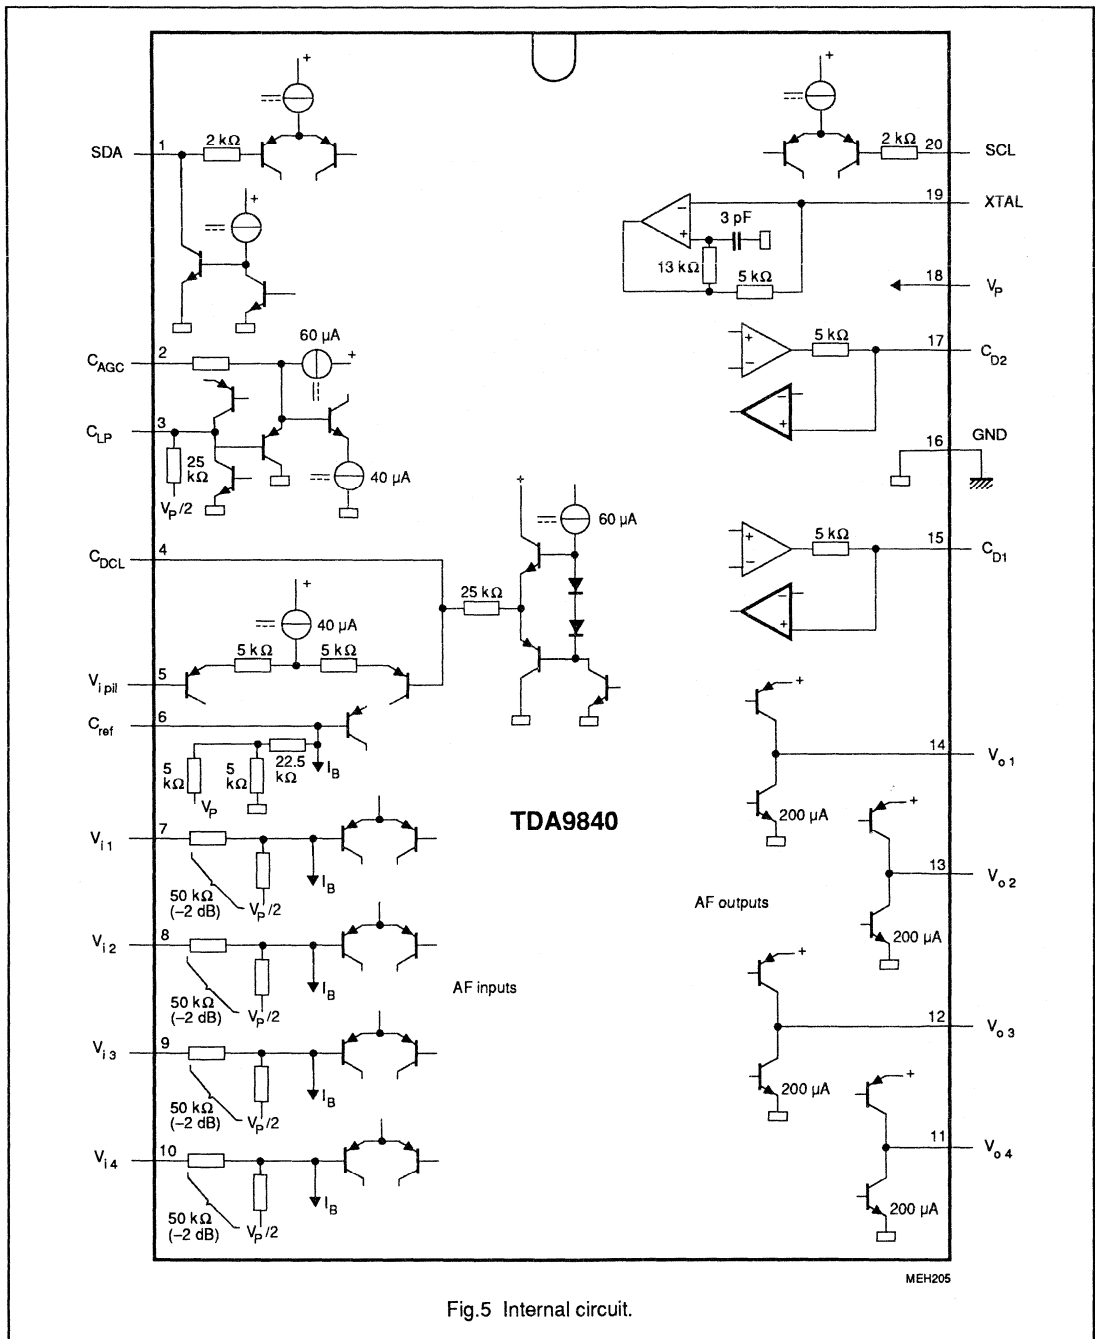 +
+
2 kΩ
2 kΩ
SDA 1
20 SCL
19 XTAL
+
−
+
3 pF
13 kΩ
5 kΩ
18 V_P
60 µA
+
C_AGC 2
+
−
5 kΩ
17 C_D2
−
+
C_LP 3
25
kΩ
V_P/2
40 µA
16 GND
+
60 µA
+
−
5 kΩ
15 C_D1
−
+
C_DCL 4
+
40 µA
25 kΩ
5 kΩ
5 kΩ
V_i pil 5
C_ref 6
22.5
kΩ
I_B
5
kΩ
5
kΩ
V_P
+
14 V_o 1
200 µA
TDA9840
V_i 1 7
I_B
50 kΩ
(−2 dB)
V_P/2
+
13 V_o 2
200 µA
AF outputs
V_i 2 8
I_B
50 kΩ
(−2 dB)
V_P/2
AF inputs
+
12 V_o 3
200 µA
V_i 3 9
I_B
50 kΩ
(−2 dB)
V_P/2
+
11 V_o 4
200 µA
V_i 4 10
I_B
50 kΩ
(−2 dB)
V_P/2
MEH205
Fig.5 Internal circuit.